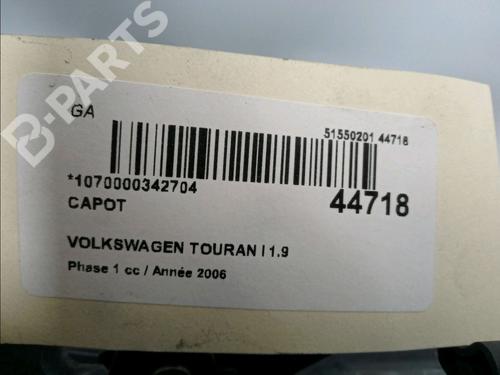 B-PARTS
GA
51550201 44718
*1070000342704
44718
CAPOT
VOLKSWAGEN TOURAN I 1.9
Phase 1 cc / Année 2006